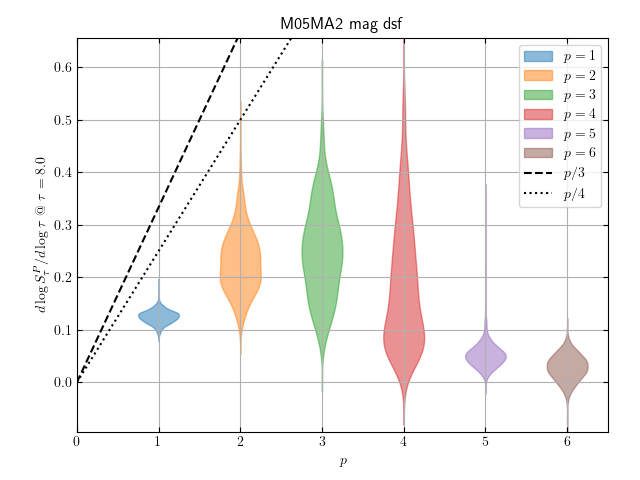 M05MA2 mag dsf
d log S_τ^P / d log τ @ τ = 8.0
0.6
0.5
0.4
0.3
0.2
0.1
0.0
0 1 2 3 4 5 6
p
p = 1
p = 2
p = 3
p = 4
p = 5
p = 6
p/3
p/4